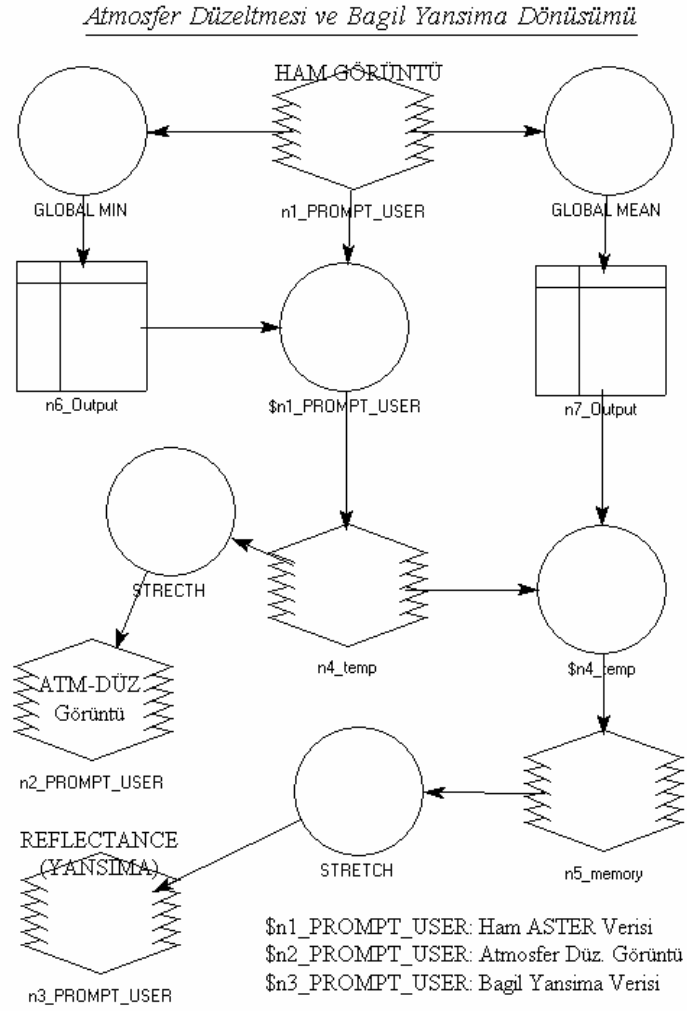 Atmosfer Düzeltmesi ve Bagil Yansima Dönüsümü
HAM GÖRÜNTÜ
GLOBAL MIN
n1_PROMPT_USER
GLOBAL MEAN
n6_Output
$n1_PROMPT_USER
n7_Output
STRECTH
n4_temp
$n4_temp
ATM-DÜZ
Görüntü
n2_PROMPT_USER
REFLECTANCE
(YANSIMA)
STRETCH
n5_memory
$n1_PROMPT_USER: Ham ASTER Verisi
$n2_PROMPT_USER: Atmosfer Düz. Görüntü
$n3_PROMPT_USER: Bagil Yansima Verisi
n3_PROMPT_USER